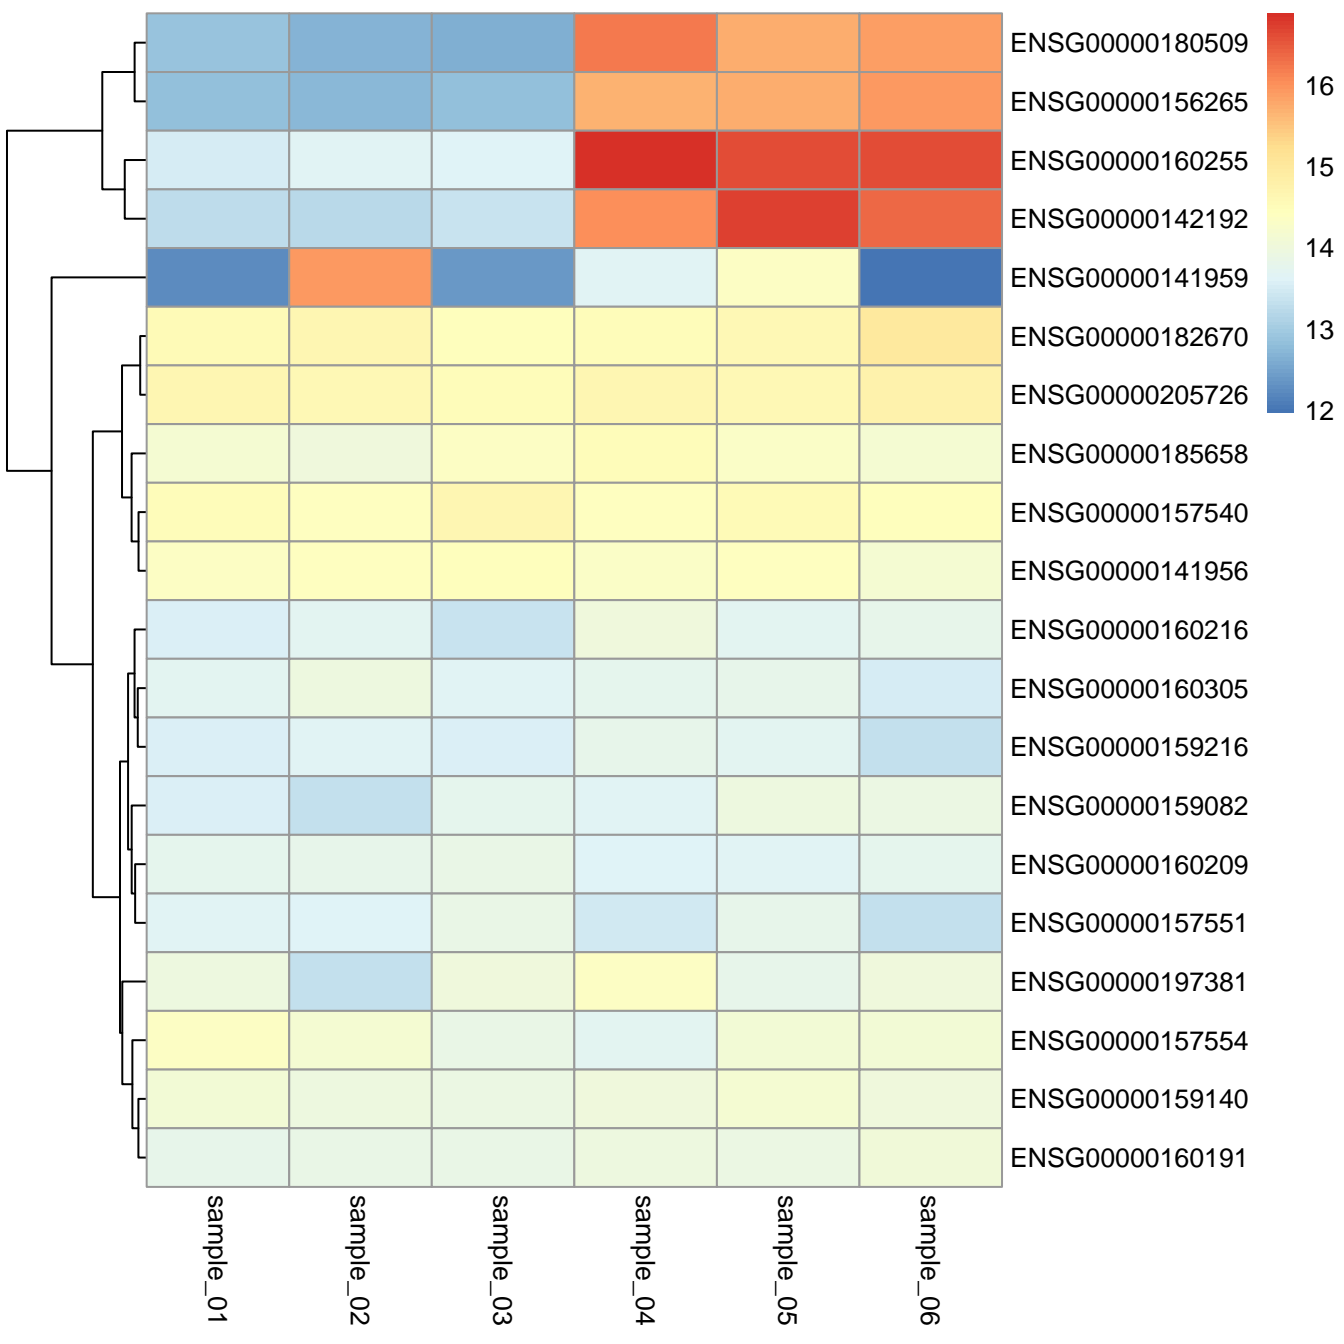 ENSG00000180509
ENSG00000156265
ENSG00000160255
ENSG00000142192
ENSG00000141959
ENSG00000182670
ENSG00000205726
ENSG00000185658
ENSG00000157540
ENSG00000141956
ENSG00000160216
ENSG00000160305
ENSG00000159216
ENSG00000159082
ENSG00000160209
ENSG00000157551
ENSG00000197381
ENSG00000157554
ENSG00000159140
ENSG00000160191
16
15
14
13
12
sample_01
sample_02
sample_03
sample_04
sample_05
sample_06